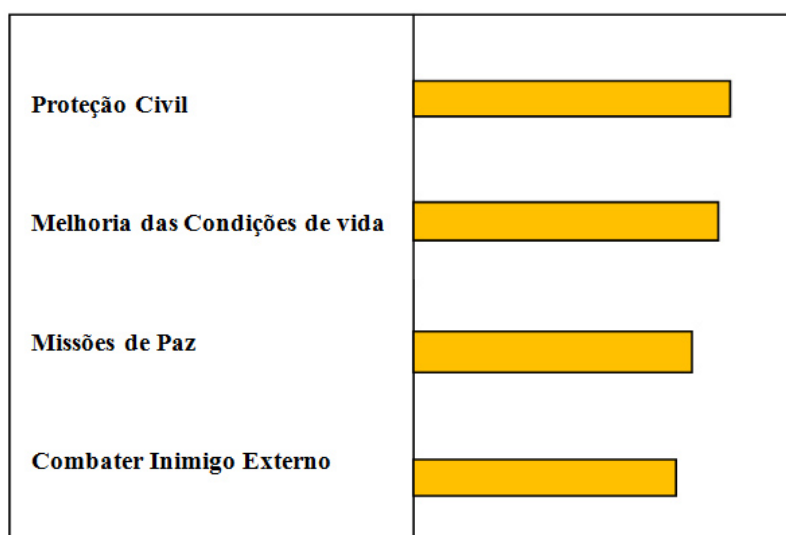 Proteção Civil
Melhoria das Condições de vida
Missões de Paz
Combater Inimigo Externo